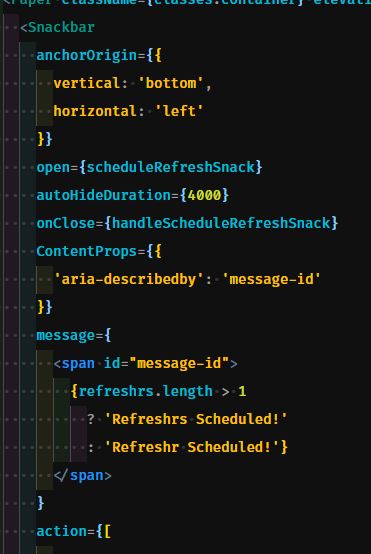 <Paper className={classes.container} elevati
<Snackbar
anchorOrigin={{
vertical: 'bottom',
horizontal: 'left'
}}
open={scheduleRefreshSnack}
autoHideDuration={4000}
onClose={handleScheduleRefreshSnack}
ContentProps={{
'aria-describedby': 'message-id'
}}
message={
<span id="message-id">
{refreshrs.length > 1
? 'Refreshrs Scheduled!'
: 'Refreshr Scheduled!'}
</span>
}
action={[